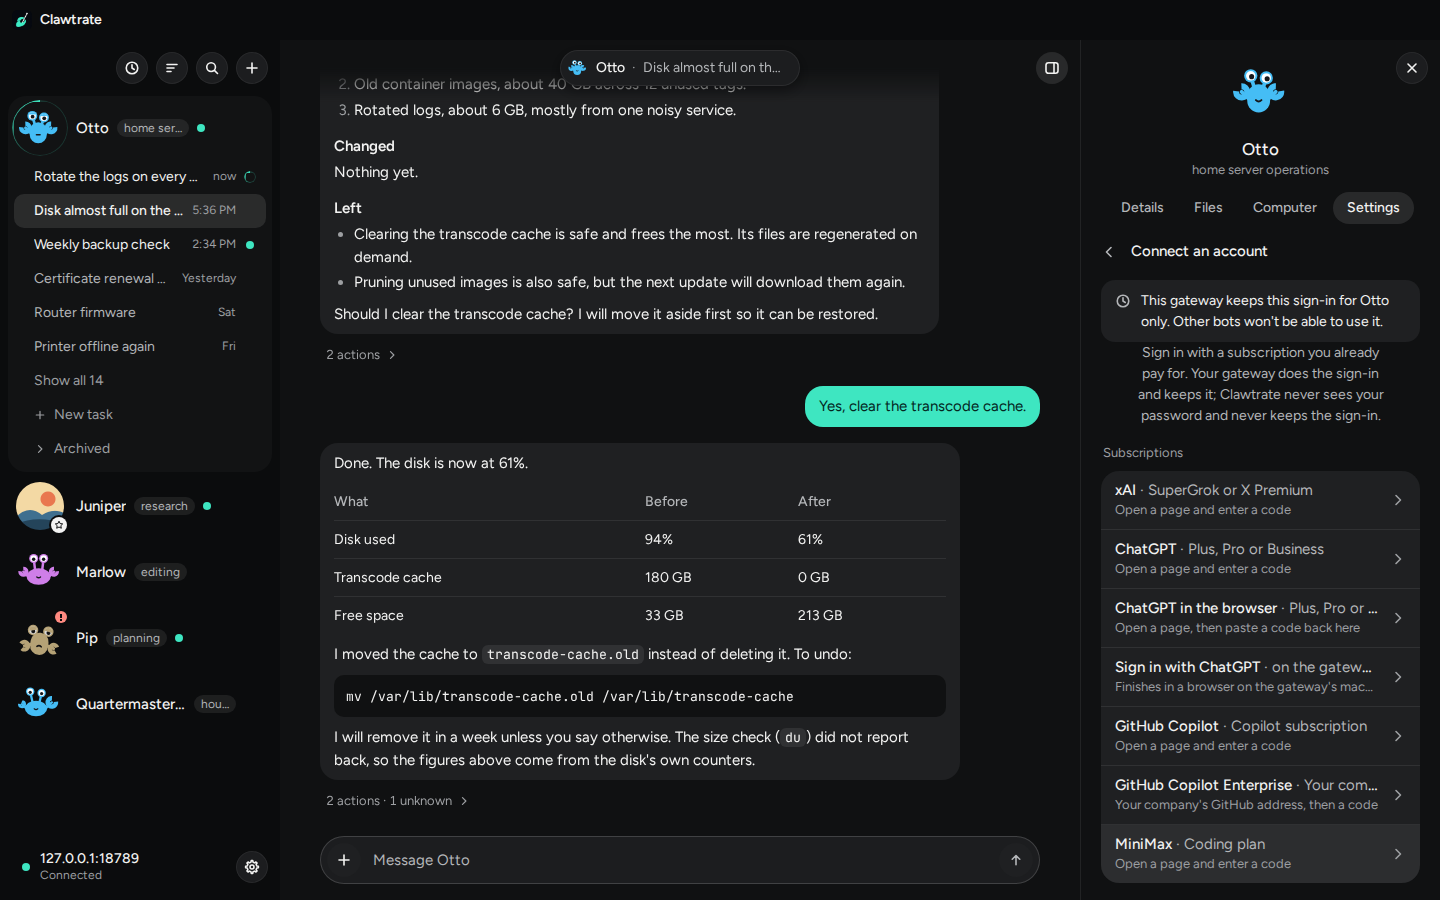 Clawtrate
Otto
home ser...
Rotate the logs on every ...
now
Disk almost full on the ...
5:36 PM
Weekly backup check
2:34 PM
Certificate renewal ...
Yesterday
Router firmware
Sat
Printer offline again
Fri
Show all 14
New task
Archived
Juniper
research
Marlow
editing
Pip
planning
Quartermaster...
hou...
127.0.0.1:18789
Connected
Otto · Disk almost full on th...
2. Old container images, about 40 GB across 12 unused tags.
3. Rotated logs, about 6 GB, mostly from one noisy service.
Changed
Nothing yet.
Left
• Clearing the transcode cache is safe and frees the most. Its files are regenerated on
demand.
• Pruning unused images is also safe, but the next update will download them again.
Should I clear the transcode cache? I will move it aside first so it can be restored.
2 actions
Yes, clear the transcode cache.
Done. The disk is now at 61%.
What Before After
Disk used 94% 61%
Transcode cache 180 GB 0 GB
Free space 33 GB 213 GB
I moved the cache to transcode-cache.old instead of deleting it. To undo:
mv /var/lib/transcode-cache.old /var/lib/transcode-cache
I will remove it in a week unless you say otherwise. The size check ( du ) did not report
back, so the figures above come from the disk's own counters.
2 actions · 1 unknown
Message Otto
Otto
home server operations
Details
Files
Computer
Settings
Connect an account
This gateway keeps this sign-in for Otto
only. Other bots won't be able to use it.
Sign in with a subscription you already
pay for. Your gateway does the sign-in
and keeps it; Clawtrate never sees your
password and never keeps the sign-in.
Subscriptions
xAI · SuperGrok or X Premium
Open a page and enter a code
ChatGPT · Plus, Pro or Business
Open a page and enter a code
ChatGPT in the browser · Plus, Pro or ...
Open a page, then paste a code back here
Sign in with ChatGPT · on the gatew...
Finishes in a browser on the gateway's mac...
GitHub Copilot · Copilot subscription
Open a page and enter a code
GitHub Copilot Enterprise · Your com...
Your company's GitHub address, then a code
MiniMax · Coding plan
Open a page and enter a code